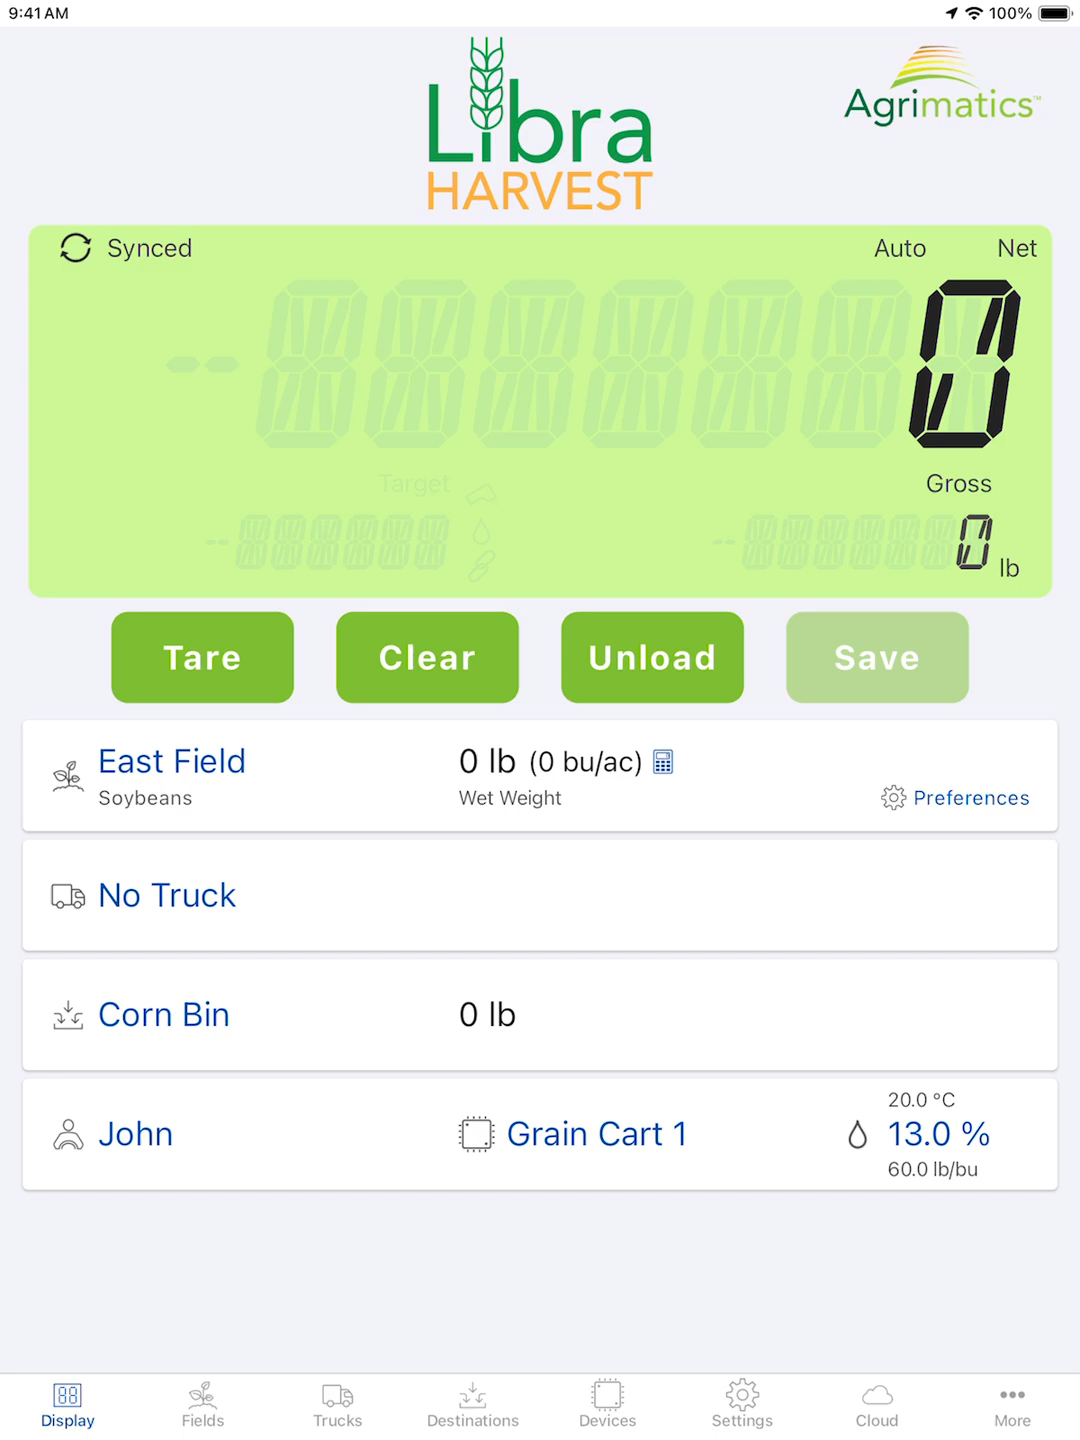 9:41 AM
100%
Libra
HARVEST
Agrimatics™
Synced
Auto
Net
0
Target
Gross
0
lb
Tare
Clear
Unload
Save
East Field
0 lb (0 bu/ac)
Soybeans
Wet Weight
Preferences
No Truck
Corn Bin
0 lb
20.0 °C
John
Grain Cart 1
13.0 %
60.0 lb/bu
Display
Fields
Trucks
Destinations
Devices
Settings
Cloud
More